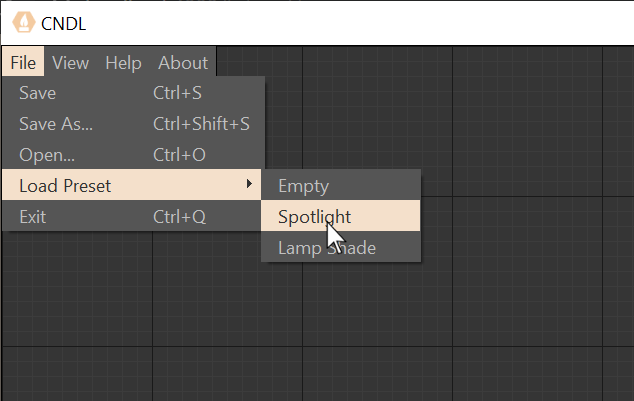 CNDL
File View Help About
Save Ctrl+S
Save As... Ctrl+Shift+S
Open... Ctrl+O
Load Preset
Empty
Exit Ctrl+Q
Spotlight
Lamp Shade